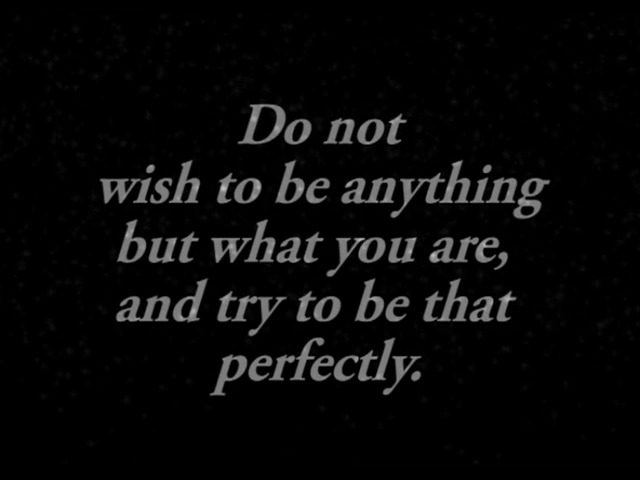 Do not
wish to be anything
but what you are,
and try to be that
perfectly.